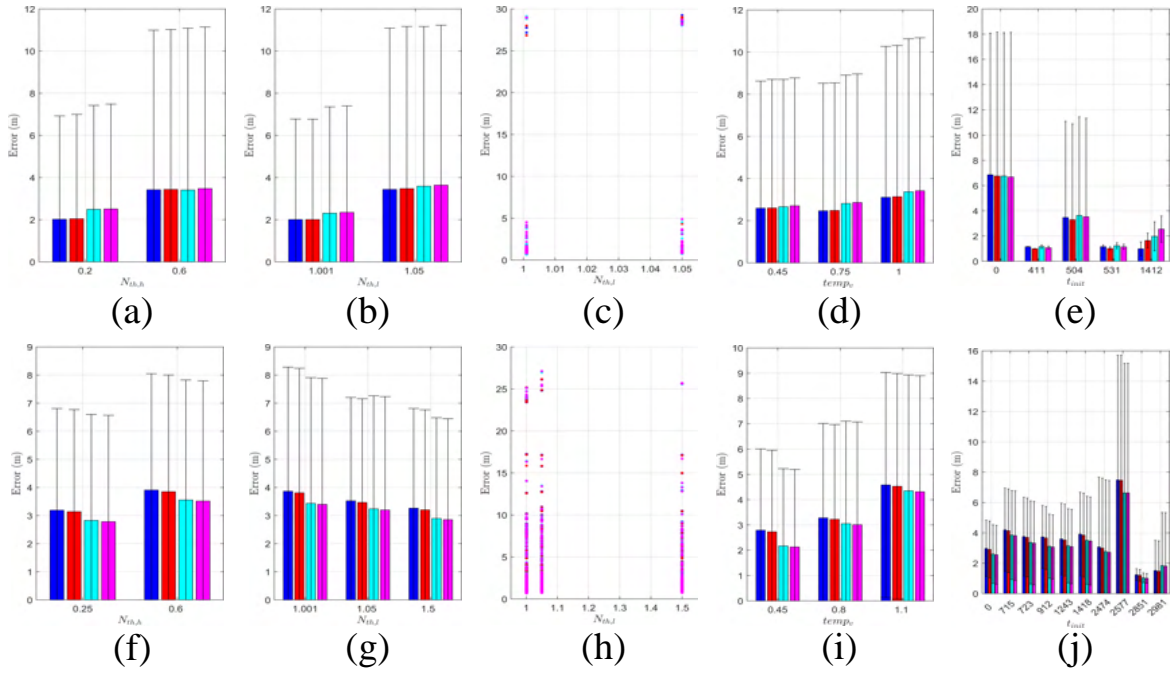 12
10
8
6
4
2
0
Error (m)
0.2 0.6
N_{th,h}
(a)
12
10
8
6
4
2
0
Error (m)
1.001 1.05
N_{th,l}
(b)
30
25
20
15
10
5
0
1 1.01 1.02 1.03 1.04 1.05
N_{th,l}
(c)
12
10
8
6
4
2
0
Error (m)
0.45 0.75 1
temp_v
(d)
20
18
16
14
12
10
8
6
4
2
0
Error (m)
0 411 504 531 1412
t_{init}
(e)
9
8
7
6
5
4
3
2
1
0
Error (m)
0.25 0.6
N_{th,h}
(f)
9
8
7
6
5
4
3
2
1
0
Error (m)
1.001 1.05 1.5
N_{th,l}
(g)
30
25
20
15
10
5
0
1 1.1 1.2 1.3 1.4 1.5
N_{th,l}
(h)
10
9
8
7
6
5
4
3
2
1
0
Error (m)
0.45 0.8 1.1
temp_v
(i)
16
14
12
10
8
6
4
2
0
Error (m)
0 715 723 912 1243 1418 2474 2577 2851 2981
t_{init}
(j)